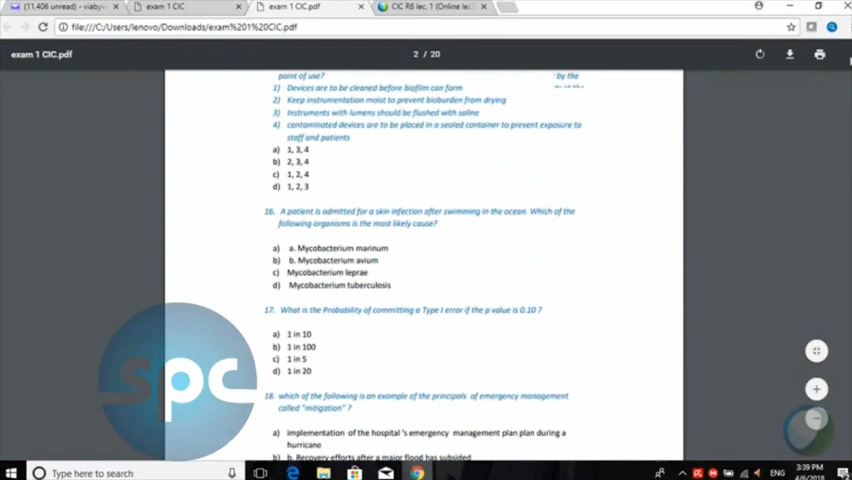 (11,406 unread) - viabyv
exam 1 CIC
exam 1 CIC.pdf
CIC R6 lec. 1 (Online lec
file:///C:/Users/lenovo/Downloads/exam%201%20CIC.pdf
exam 1 CIC.pdf
2 / 20
point of use?
by the
1) Devices are to be cleaned before biofilm can form
2) Keep instrumentation moist to prevent bioburden from drying
3) Instruments with lumens should be flushed with saline
4) contaminated devices are to be placed in a sealed container to prevent exposure to
staff and patients
a) 1, 3, 4
b) 2, 3, 4
c) 1, 2, 4
d) 1, 2, 3
16. A patient is admitted for a skin infection after swimming in the ocean. Which of the
following organisms is the most likely cause?
a) a. Mycobacterium marinum
b) b. Mycobacterium avium
c) Mycobacterium leprae
d) Mycobacterium tuberculosis
17. What is the Probability of committing a Type I error if the p value is 0.10 ?
a) 1 in 10
b) 1 in 100
c) 1 in 5
d) 1 in 20
spc
18. which of the following is an example of the principals of emergency management
called "mitigation" ?
a) implementation of the hospital 's emergency management plan plan during a
hurricane
b) b. Recovery efforts after a major flood has subsided
Type here to search
ENG
3:39 PM
4/6/2018